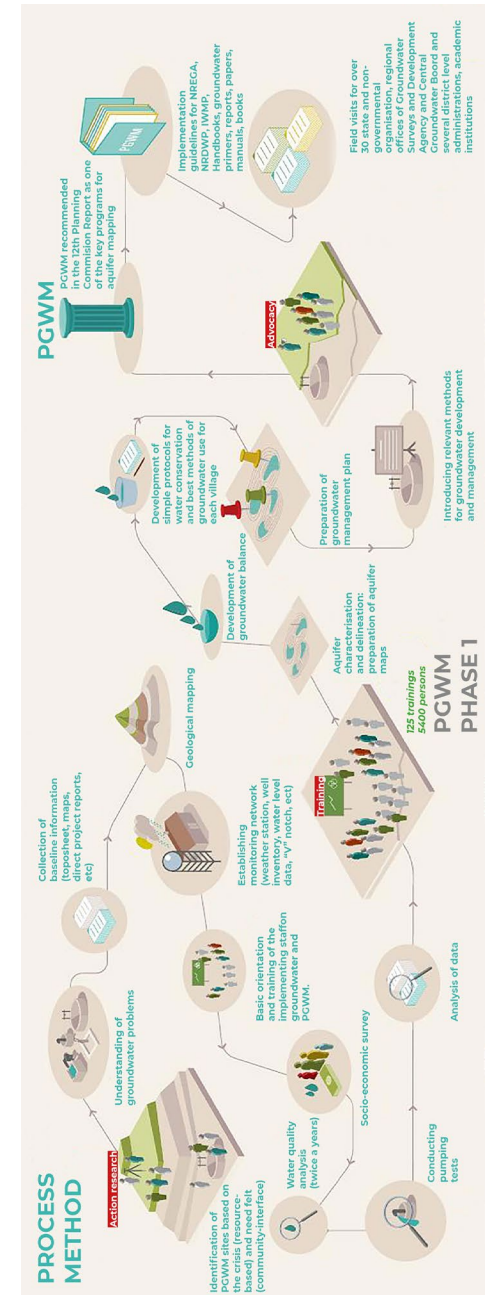 PROCESS
METHOD
Action research
Identification of
PGWM sites based on
the crisis (resource-
based) and need felt
(community-interface)
Understanding of
groundwater problems
Collection of
baseline information
(toposheet, maps,
direct project reports,
etc)
Geological mapping
Establishing
monitoring network
(weather station, well
inventory, water level
data, "V" notch, ect)
Basic orientation
and training of the
implementing staffon
groundwater and
PGWM.
Socio-economic survey
Water quality
analysis
(twice a years)
Conducting
pumping
tests
Analysis of data
Training
125 trainings
5400 persons
PGWM
PHASE 1
Aquifer
characterisation
and delineation:
preparation of aquifer
maps
Development of
groundwater balance
Development of
simple protocols for
water conservation
and best methods of
groundwater use for
each village
Preparation of
groundwater
management plan
Introducing relevant methods
for groundwater development
and management
Advocacy
PGWM
PGWM recommended
in the 12th Planning
Commision Report as one
of the key programs for
aquifer mapping
PGWM
Implementation
guidelines for NREGA,
NRDWP, IWMP,
Handbooks, groundwater
primers, reports, papers,
manuals, books
Field visits for over
30 state and non-
governmental
organisation, regional
offices of Groundwater
Surveys and Development
Agency and Central
Groundwater Board and
several district level
administrations, academic
institutions